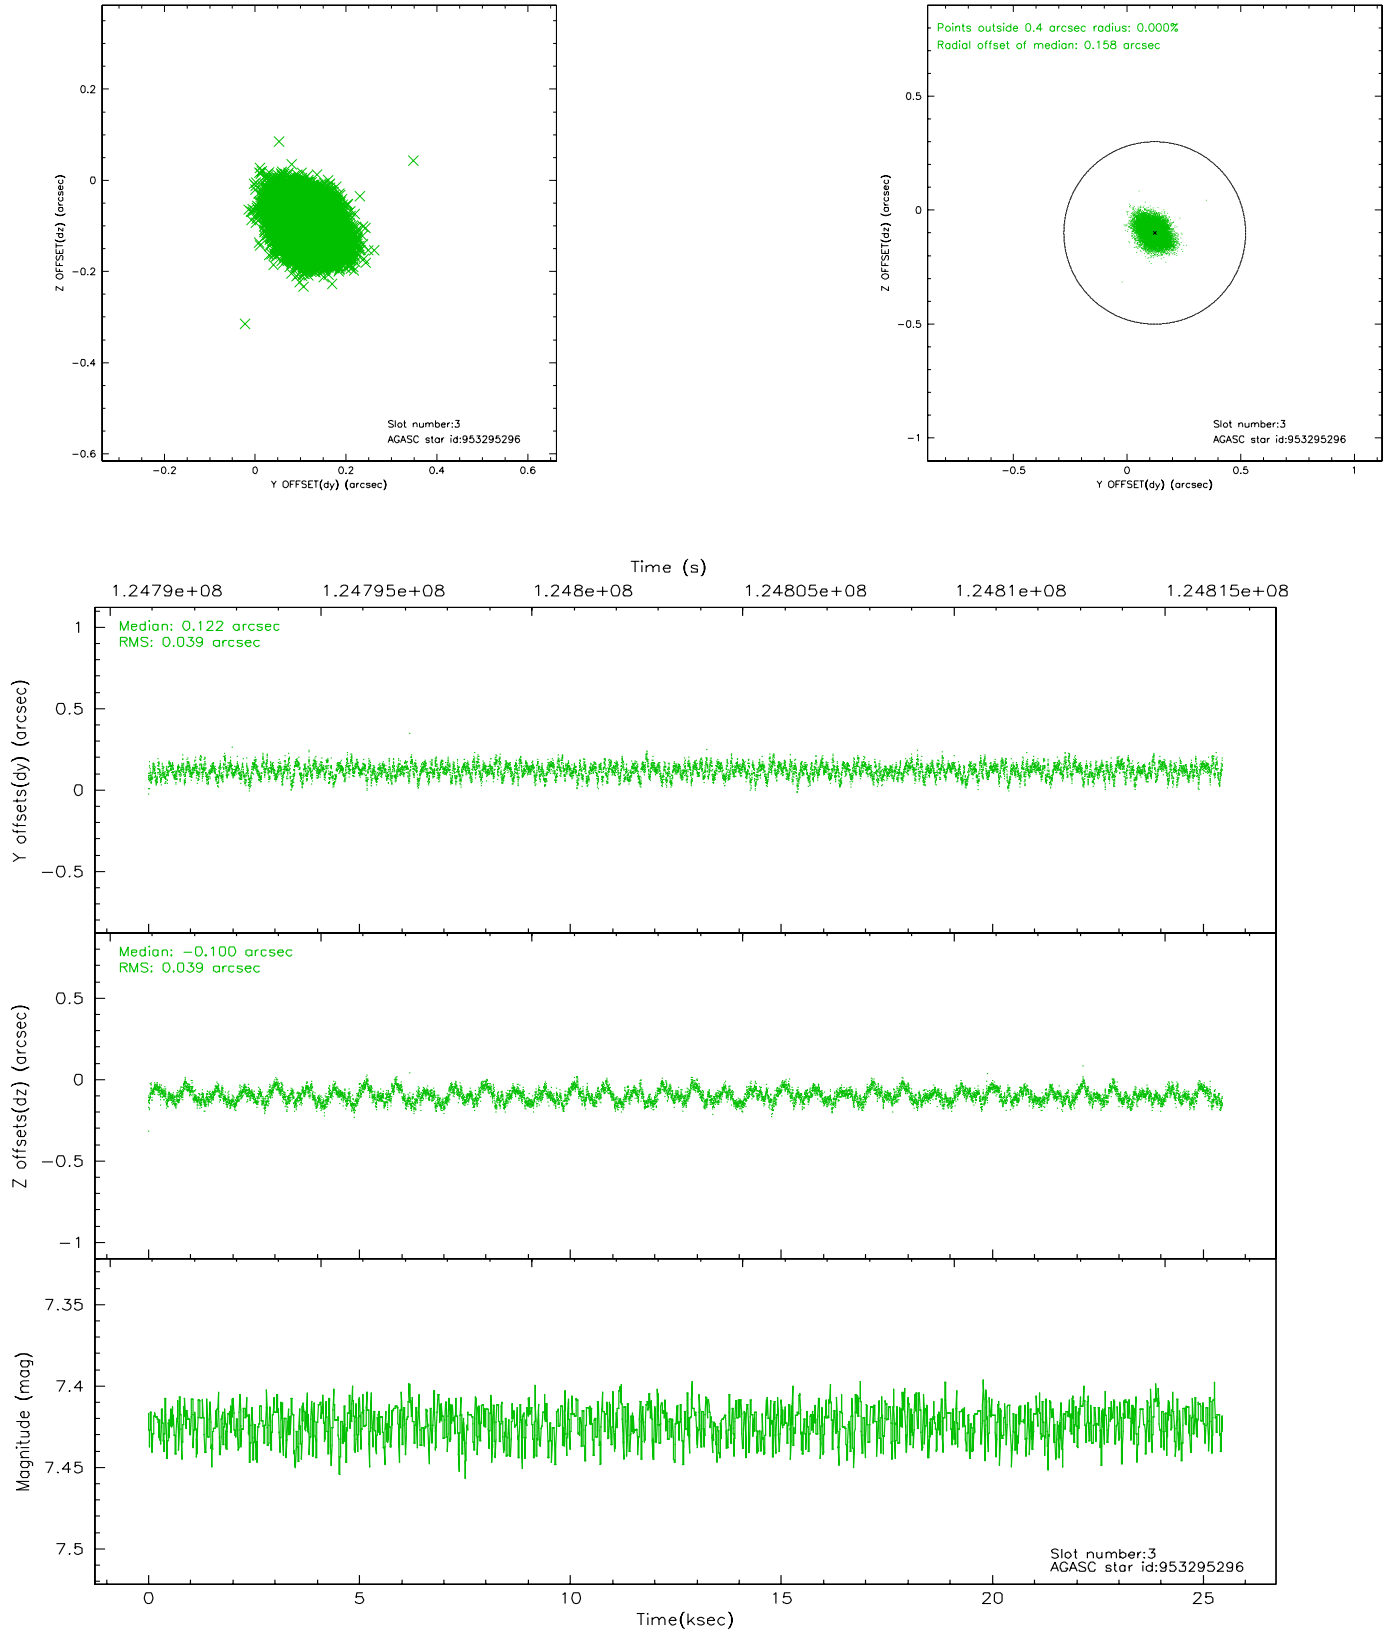 Points outside 0.4 arcsec radius: 0.000%
Radial offset of median: 0.158 arcsec
0.2
0
−0.2
−0.4
−0.6
Z OFFSET(dz) (arcsec)
Slot number:3
AGASC star id:953295296
−0.2 0 0.2 0.4 0.6
Y OFFSET(dy) (arcsec)
0.5
0
−0.5
−1
Z OFFSET(dz) (arcsec)
Slot number:3
AGASC star id:953295296
−0.5 0 0.5 1
Y OFFSET(dy) (arcsec)
Time (s)
1.2479e+08 1.24795e+08 1.248e+08 1.24805e+08 1.2481e+08 1.24815e+08
Median: 0.122 arcsec
RMS: 0.039 arcsec
1
0.5
0
−0.5
Y offsets(dy) (arcsec)
Median: −0.100 arcsec
RMS: 0.039 arcsec
0.5
0
−0.5
−1
Z offsets(dz) (arcsec)
7.35
7.4
7.45
7.5
Magnitude (mag)
Slot number:3
AGASC star id:953295296
0 5 10 15 20 25
Time(ksec)